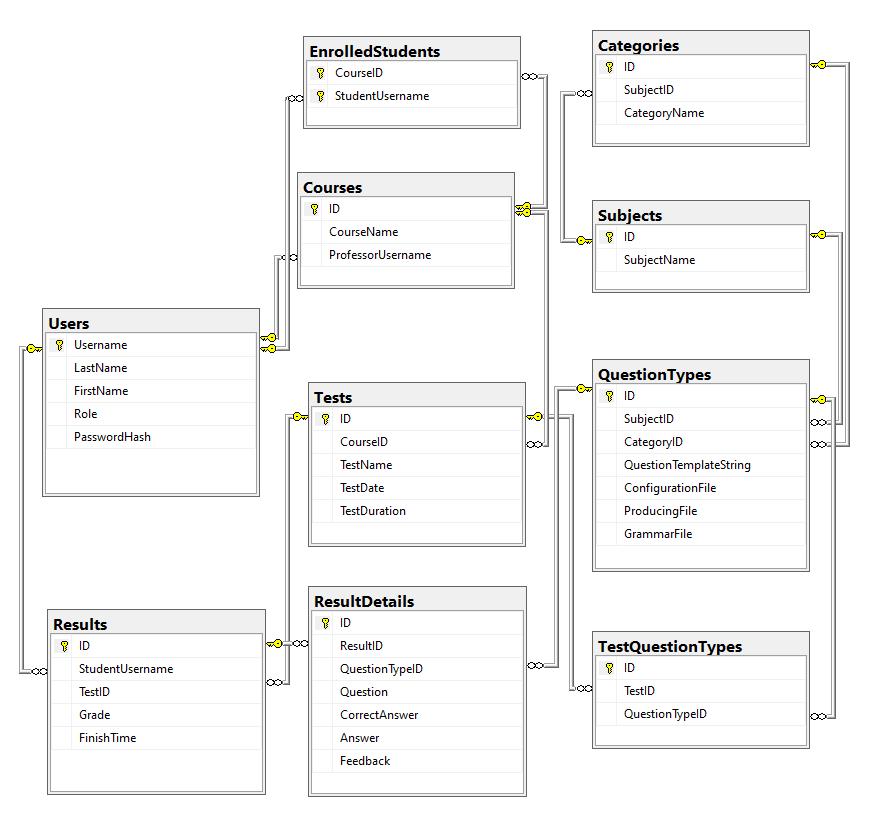 EnrolledStudents
CourseID
StudentUsername
Categories
ID
SubjectID
CategoryName
Courses
ID
CourseName
ProfessorUsername
Subjects
ID
SubjectName
Users
Username
LastName
FirstName
Role
PasswordHash
Tests
ID
CourseID
TestName
TestDate
TestDuration
QuestionTypes
ID
SubjectID
CategoryID
QuestionTemplateString
ConfigurationFile
ProducingFile
GrammarFile
Results
ID
StudentUsername
TestID
Grade
FinishTime
ResultDetails
ID
ResultID
QuestionTypeID
Question
CorrectAnswer
Answer
Feedback
TestQuestionTypes
ID
TestID
QuestionTypeID